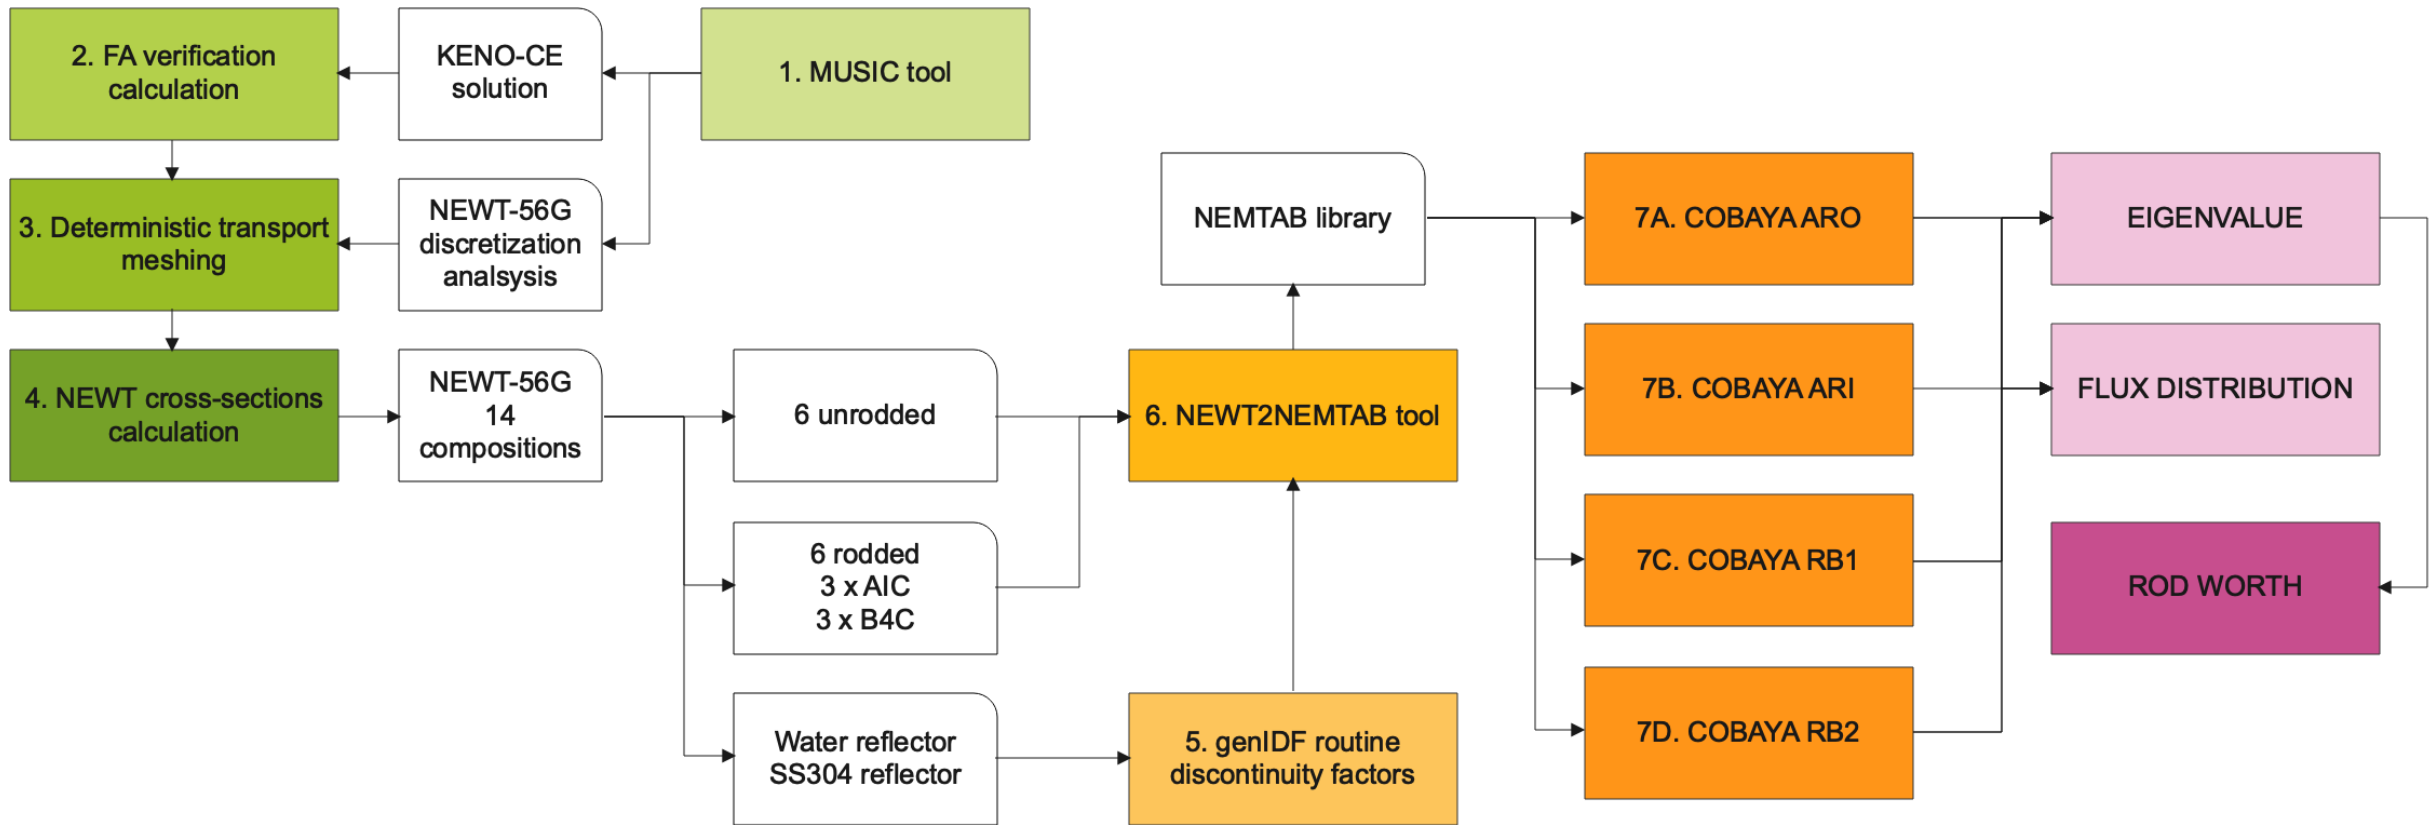 2. FA verification
calculation
KENO-CE
solution
1. MUSIC tool
3. Deterministic transport
meshing
NEWT-56G
discretization
analsysis
4. NEWT cross-sections
calculation
NEWT-56G
14
compositions
6 unrodded
6 rodded
3 x AIC
3 x B4C
Water reflector
SS304 reflector
5. genIDF routine
discontinuity factors
6. NEWT2NEMTAB tool
NEMTAB library
7A. COBAYA ARO
7B. COBAYA ARI
7C. COBAYA RB1
7D. COBAYA RB2
EIGENVALUE
FLUX DISTRIBUTION
ROD WORTH